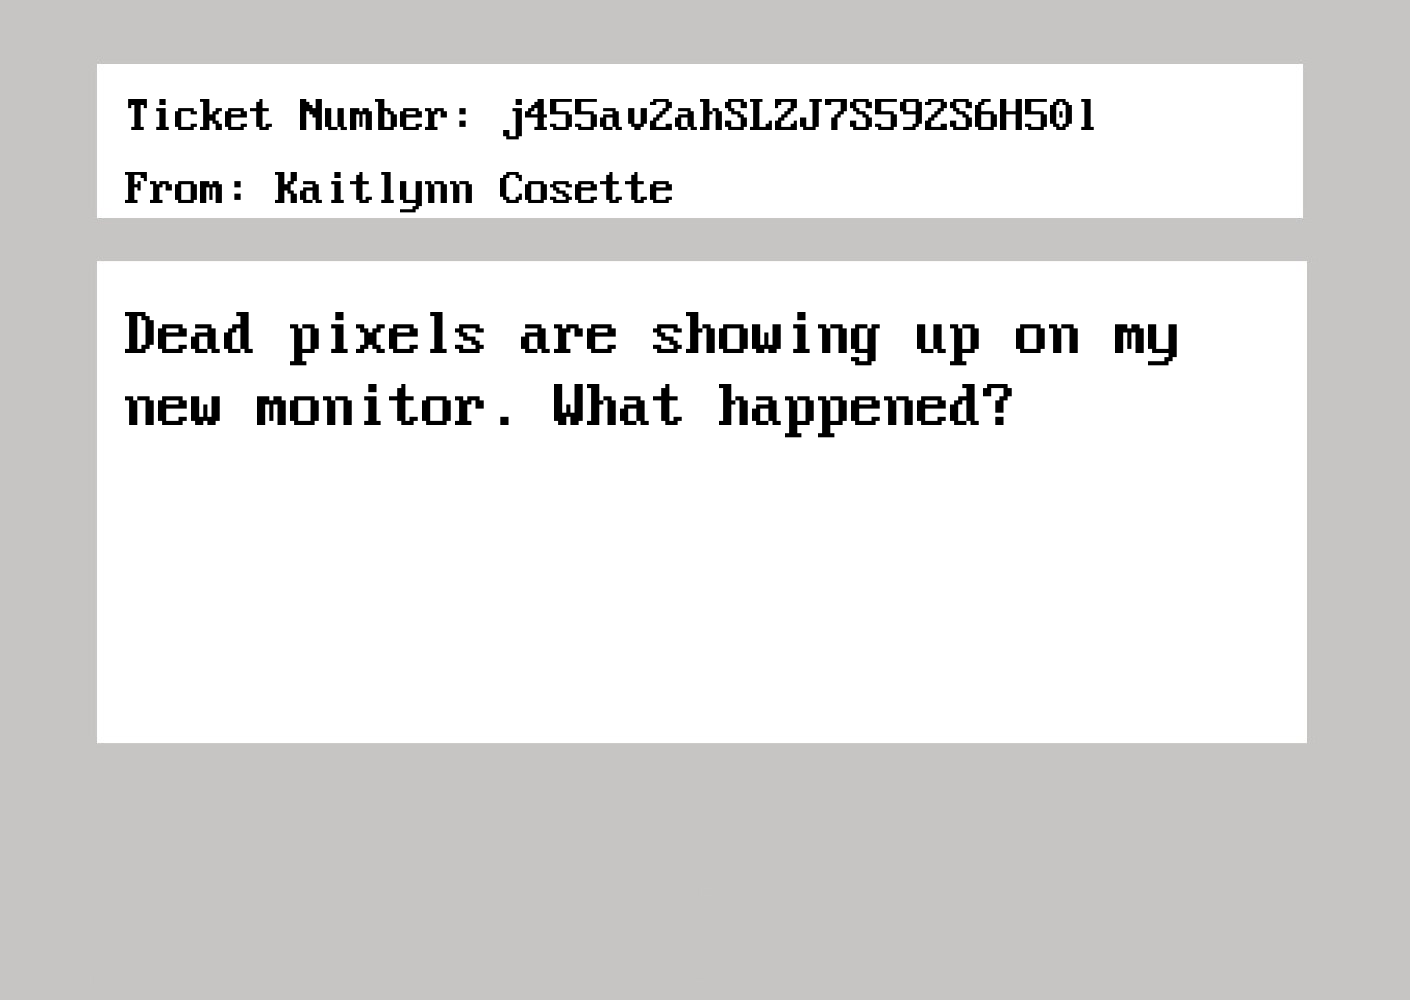 Ticket Number: j455av2ahSLZJ7S592S6H50l
From: Kaitlynn Cosette
Dead pixels are showing up on my
new monitor. What happened?